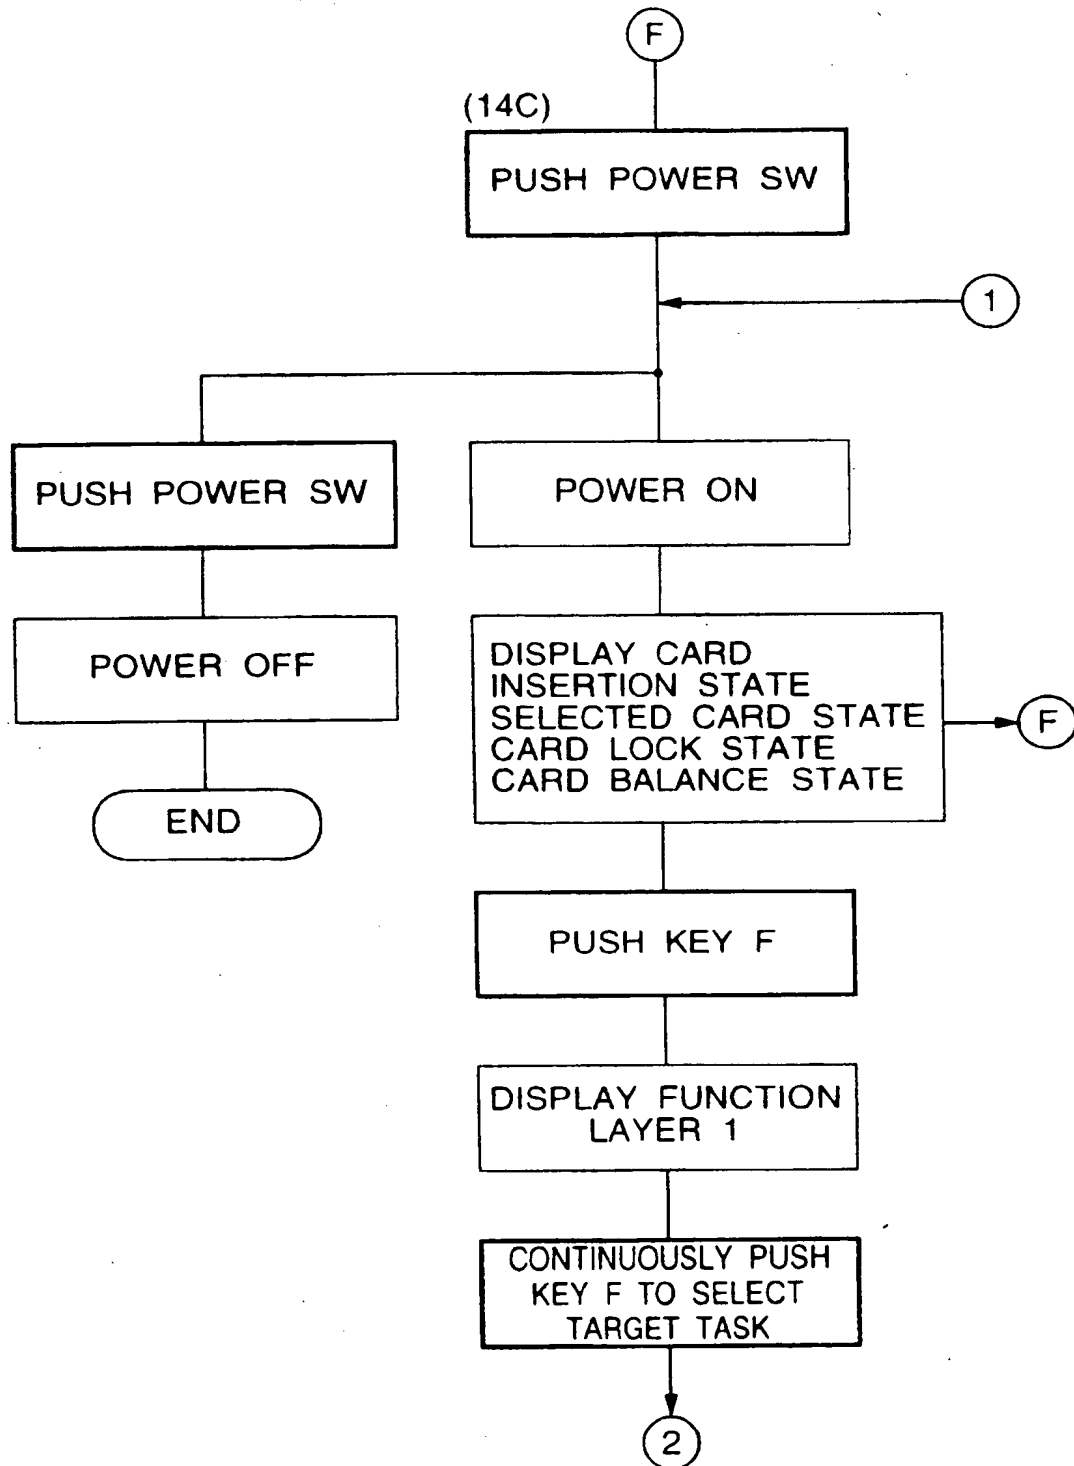 F
(14C)
PUSH POWER SW
1
PUSH POWER SW
POWER ON
POWER OFF
DISPLAY CARD
INSERTION STATE
SELECTED CARD STATE
CARD LOCK STATE
CARD BALANCE STATE
F
END
PUSH KEY F
DISPLAY FUNCTION
LAYER 1
CONTINUOUSLY PUSH
KEY F TO SELECT
TARGET TASK
2